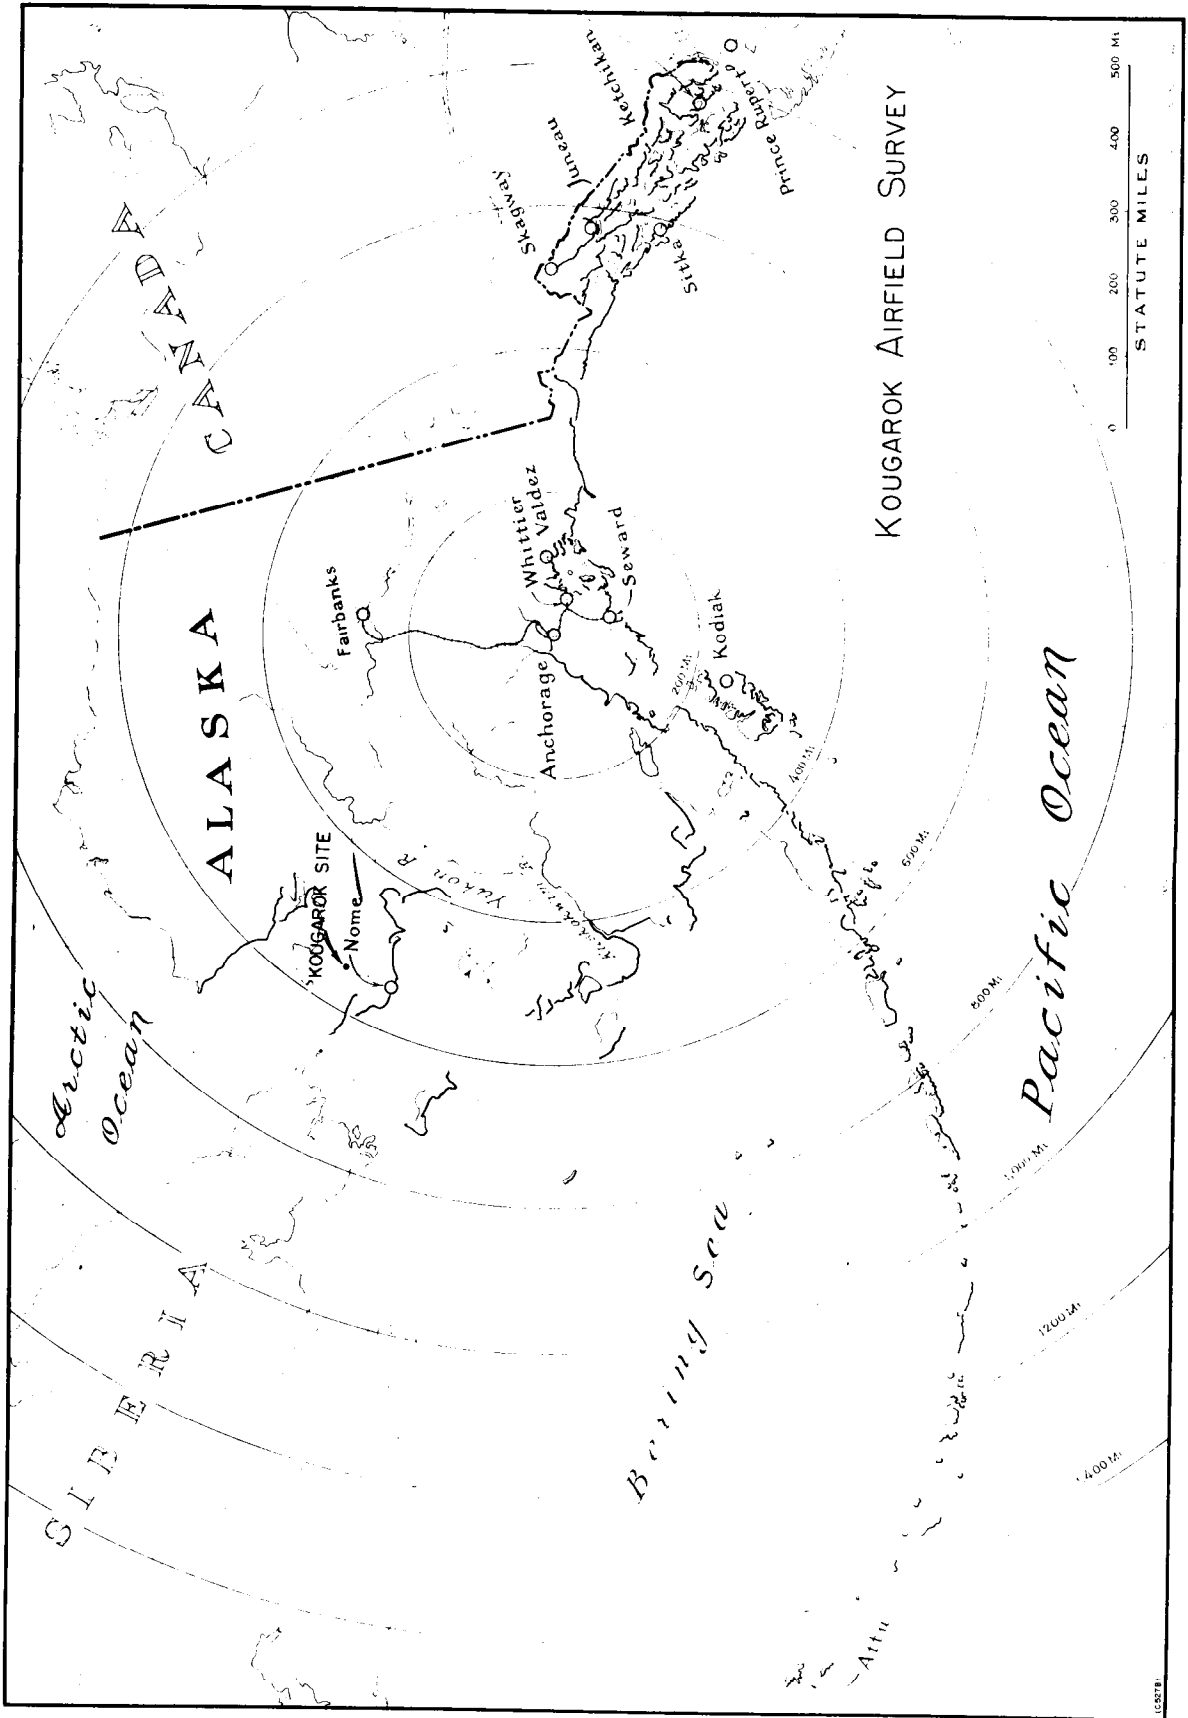 SIBERIA
Arctic
Ocean
ALASKA
CANADA
KOUGAROK SITE
Nome
Yukon R.
Kuskokwim R.
Fairbanks
Anchorage
Whittier
Valdez
Seward
Kodiak
Skagway
Juneau
Ketchikan
Sitka
Prince Rupert
Bering Sea
Attu
Pacific Ocean
200 Mi
400 Mi
600 Mi
800 Mi
1000 Mi
1200 Mi
1400 Mi
KOUGAROK AIRFIELD SURVEY
0 100 200 300 400 500 Mi
STATUTE MILES